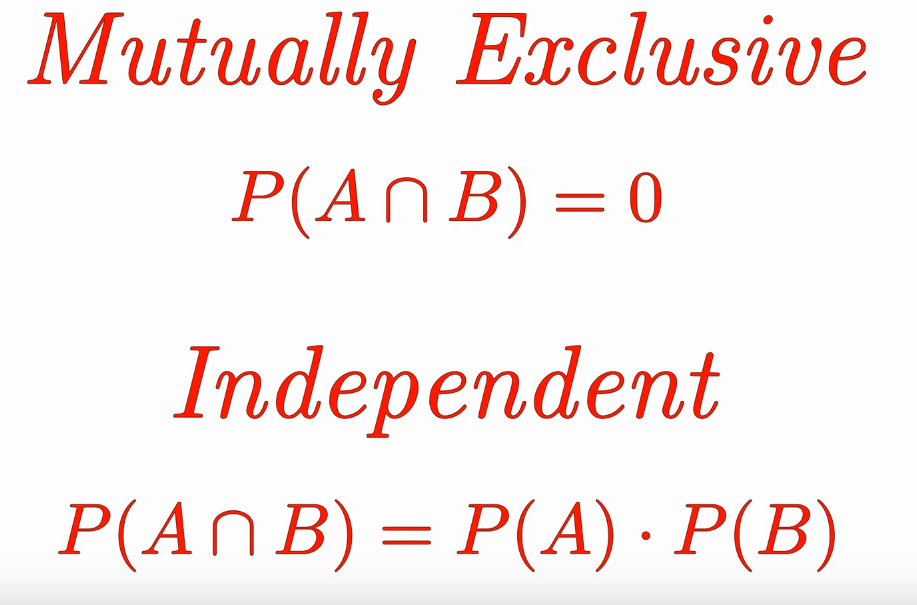 Mutually Exclusive
P(A ∩ B) = 0
Independent
P(A ∩ B) = P(A) · P(B)